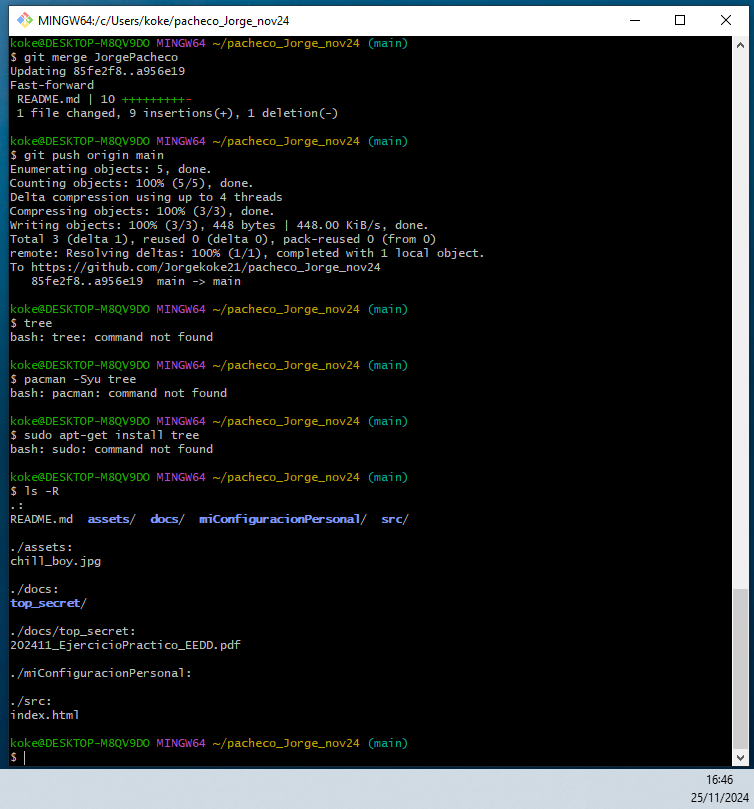 MINGW64:/c/Users/koke/pacheco_Jorge_nov24
koke@DESKTOP-M8QV9DO MINGW64 ~/pacheco_Jorge_nov24 (main)
$ git merge JorgePacheco
Updating 85fe2f8..a956e19
Fast-forward
 README.md | 10 +++++++++-
 1 file changed, 9 insertions(+), 1 deletion(-)

koke@DESKTOP-M8QV9DO MINGW64 ~/pacheco_Jorge_nov24 (main)
$ git push origin main
Enumerating objects: 5, done.
Counting objects: 100% (5/5), done.
Delta compression using up to 4 threads
Compressing objects: 100% (3/3), done.
Writing objects: 100% (3/3), 448 bytes | 448.00 KiB/s, done.
Total 3 (delta 1), reused 0 (delta 0), pack-reused 0 (from 0)
remote: Resolving deltas: 100% (1/1), completed with 1 local object.
To https://github.com/Jorgekoke21/pacheco_Jorge_nov24
   85fe2f8..a956e19  main -> main

koke@DESKTOP-M8QV9DO MINGW64 ~/pacheco_Jorge_nov24 (main)
$ tree
bash: tree: command not found

koke@DESKTOP-M8QV9DO MINGW64 ~/pacheco_Jorge_nov24 (main)
$ pacman -Syu tree
bash: pacman: command not found

koke@DESKTOP-M8QV9DO MINGW64 ~/pacheco_Jorge_nov24 (main)
$ sudo apt-get install tree
bash: sudo: command not found

koke@DESKTOP-M8QV9DO MINGW64 ~/pacheco_Jorge_nov24 (main)
$ ls -R
.:
README.md  assets/  docs/  miConfiguracionPersonal/  src/

./assets:
chill_boy.jpg

./docs:
top_secret/

./docs/top_secret:
202411_EjercicioPractico_EEDD.pdf

./miConfiguracionPersonal:

./src:
index.html

koke@DESKTOP-M8QV9DO MINGW64 ~/pacheco_Jorge_nov24 (main)
$
16:46
25/11/2024